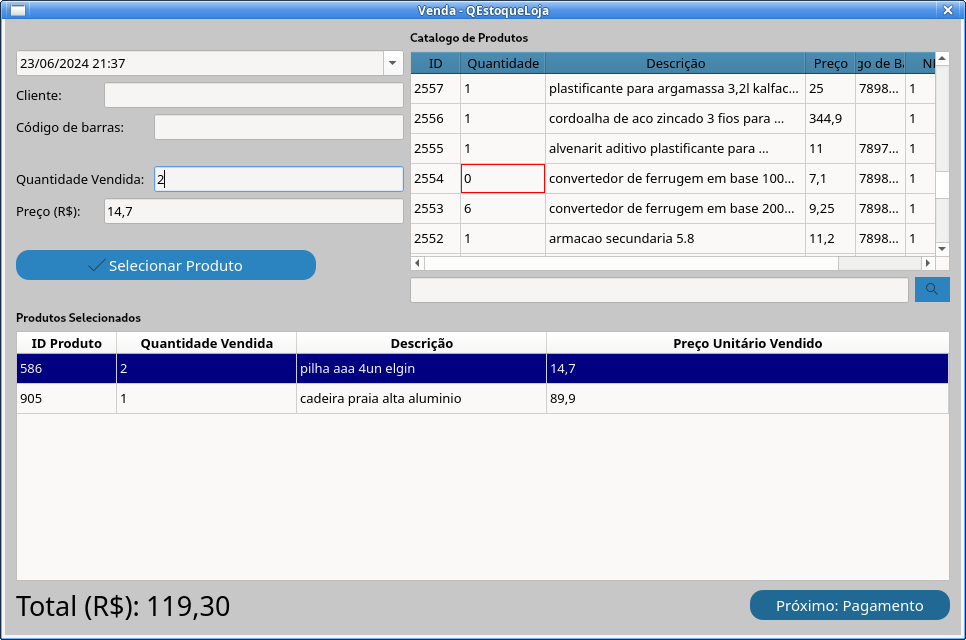 Venda - QEstoqueLoja
Catalogo de Produtos
23/06/2024 21:37
Cliente:
Código de barras:
Quantidade Vendida: 2
Preço (R$): 14,7
Selecionar Produto
ID Quantidade Descrição Preço go de Ba NI
2557 1 plastificante para argamassa 3,2l kalfac... 25 7898... 1
2556 1 cordoalha de aco zincado 3 fios para ... 344,9 1
2555 1 alvenarit aditivo plastificante para ... 11 7897... 1
2554 0 convertedor de ferrugem em base 100... 7,1 7898... 1
2553 6 convertedor de ferrugem em base 200... 9,25 7898... 1
2552 1 armacao secundaria 5.8 11,2 7898... 1
Produtos Selecionados
ID Produto Quantidade Vendida Descrição Preço Unitário Vendido
586 2 pilha aaa 4un elgin 14,7
905 1 cadeira praia alta aluminio 89,9
Total (R$): 119,30
Próximo: Pagamento